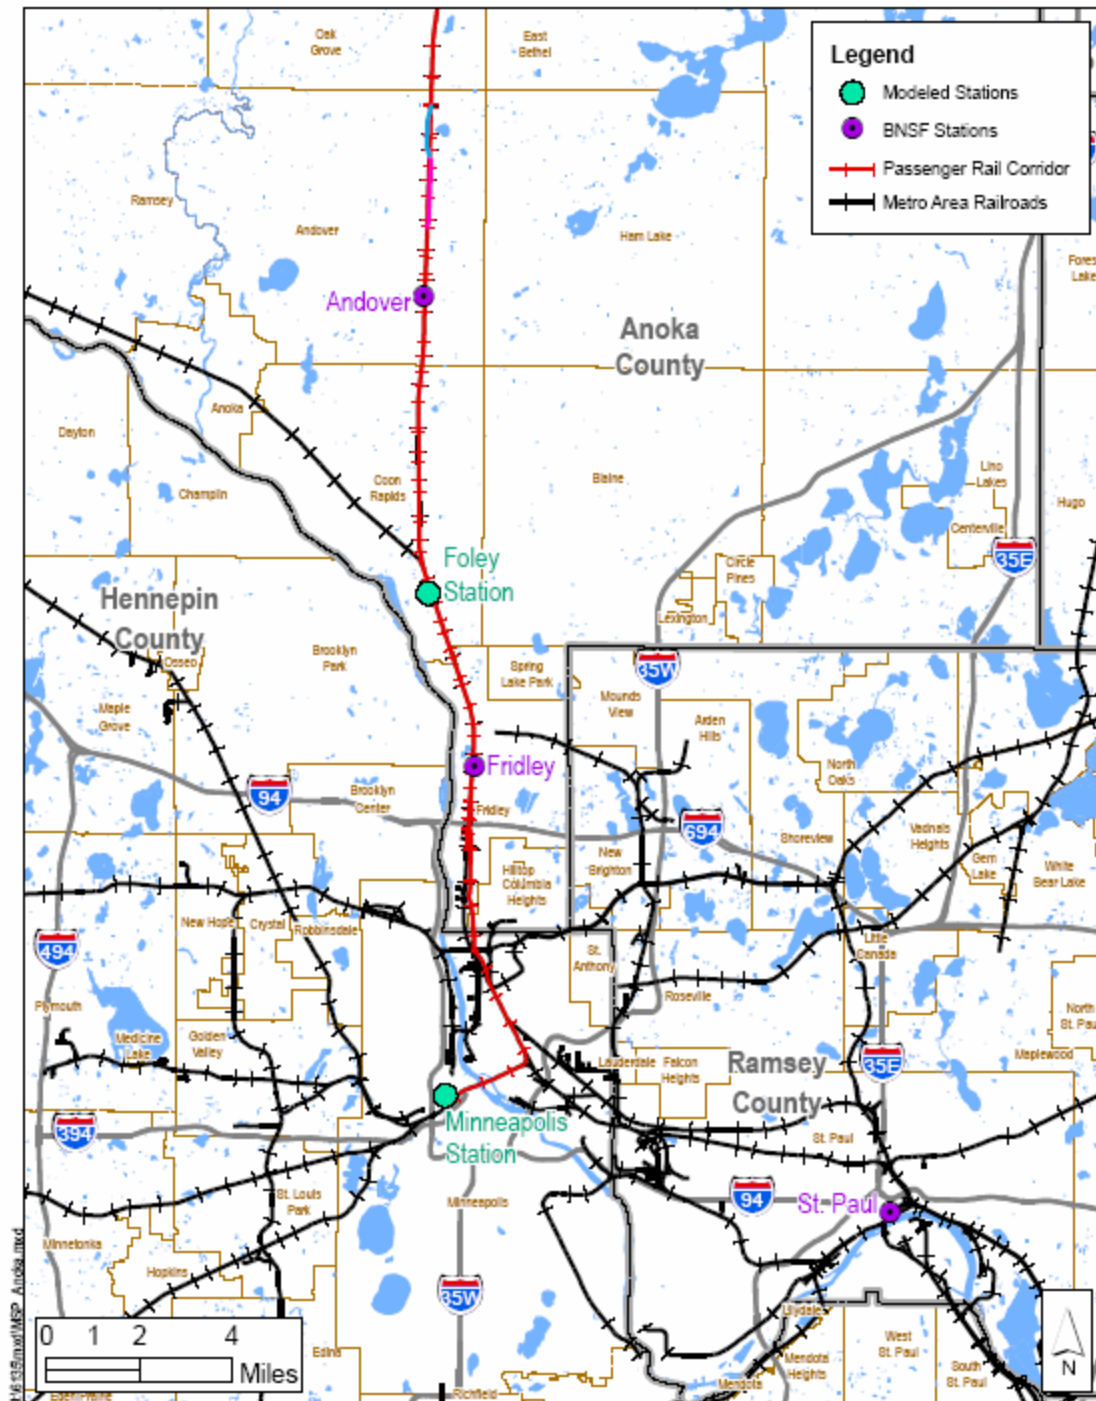 Oak
Grove
East
Bethel
Legend
Modeled Stations
BNSF Stations
Passenger Rail Corridor
Metro Area Railroads
Ramsey
Andover
Ham Lake
Fores
Lake
Andover
Anoka
County
Anoka
Dayton
Champlin
Coon
Rapids
Blaine
Lino
Lakes
Hugo
Centerville
35E
Foley
Station
Circle
Pines
Lexington
Hennepin
County
Osseo
Brooklyn
Park
Spring
Lake Park
35W
Mounds
View
Arden
Hills
Maple
Grove
North
Oaks
Fridley
94
Brooklyn
Center
Fridley
694
Shoreview
Vadnais
Heights
Gem
Lake
White
Bear Lake
New
Brighton
Hilltop
Columbia
Heights
New Hope
Crystal
Robbinsdale
494
St.
Anthony
Little
Canada
Plymouth
Roseville
North
St. Pau
Medicine
Lake
Golden
Valley
Lauderdale
Falcon
Heights
Ramsey
County
35E
Maplewood
Minneapolis
Station
394
St. Paul
St. Louis
Park
Minneapolis
94
St. Paul
Minnetonka
Hopkins
35W
Lilydale
West
St. Paul
Mendota
Heights
South
St. Paul
Mendota
Edina
Richfield
Eden Prairie
0 1 2 4
Miles
N